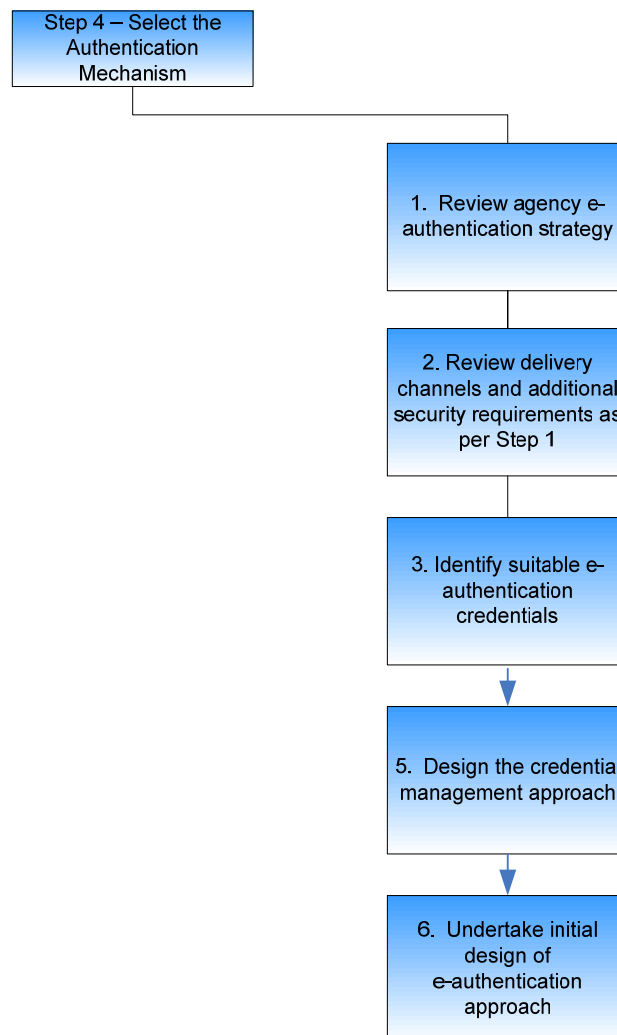 Step 4 – Select the
Authentication
Mechanism
1. Review agency e-
authentication strategy
2. Review delivery
channels and additional
security requirements as
per Step 1
3. Identify suitable e-
authentication
credentials
5. Design the credentia
management approach
6. Undertake initial
design of
e-authentication
approach